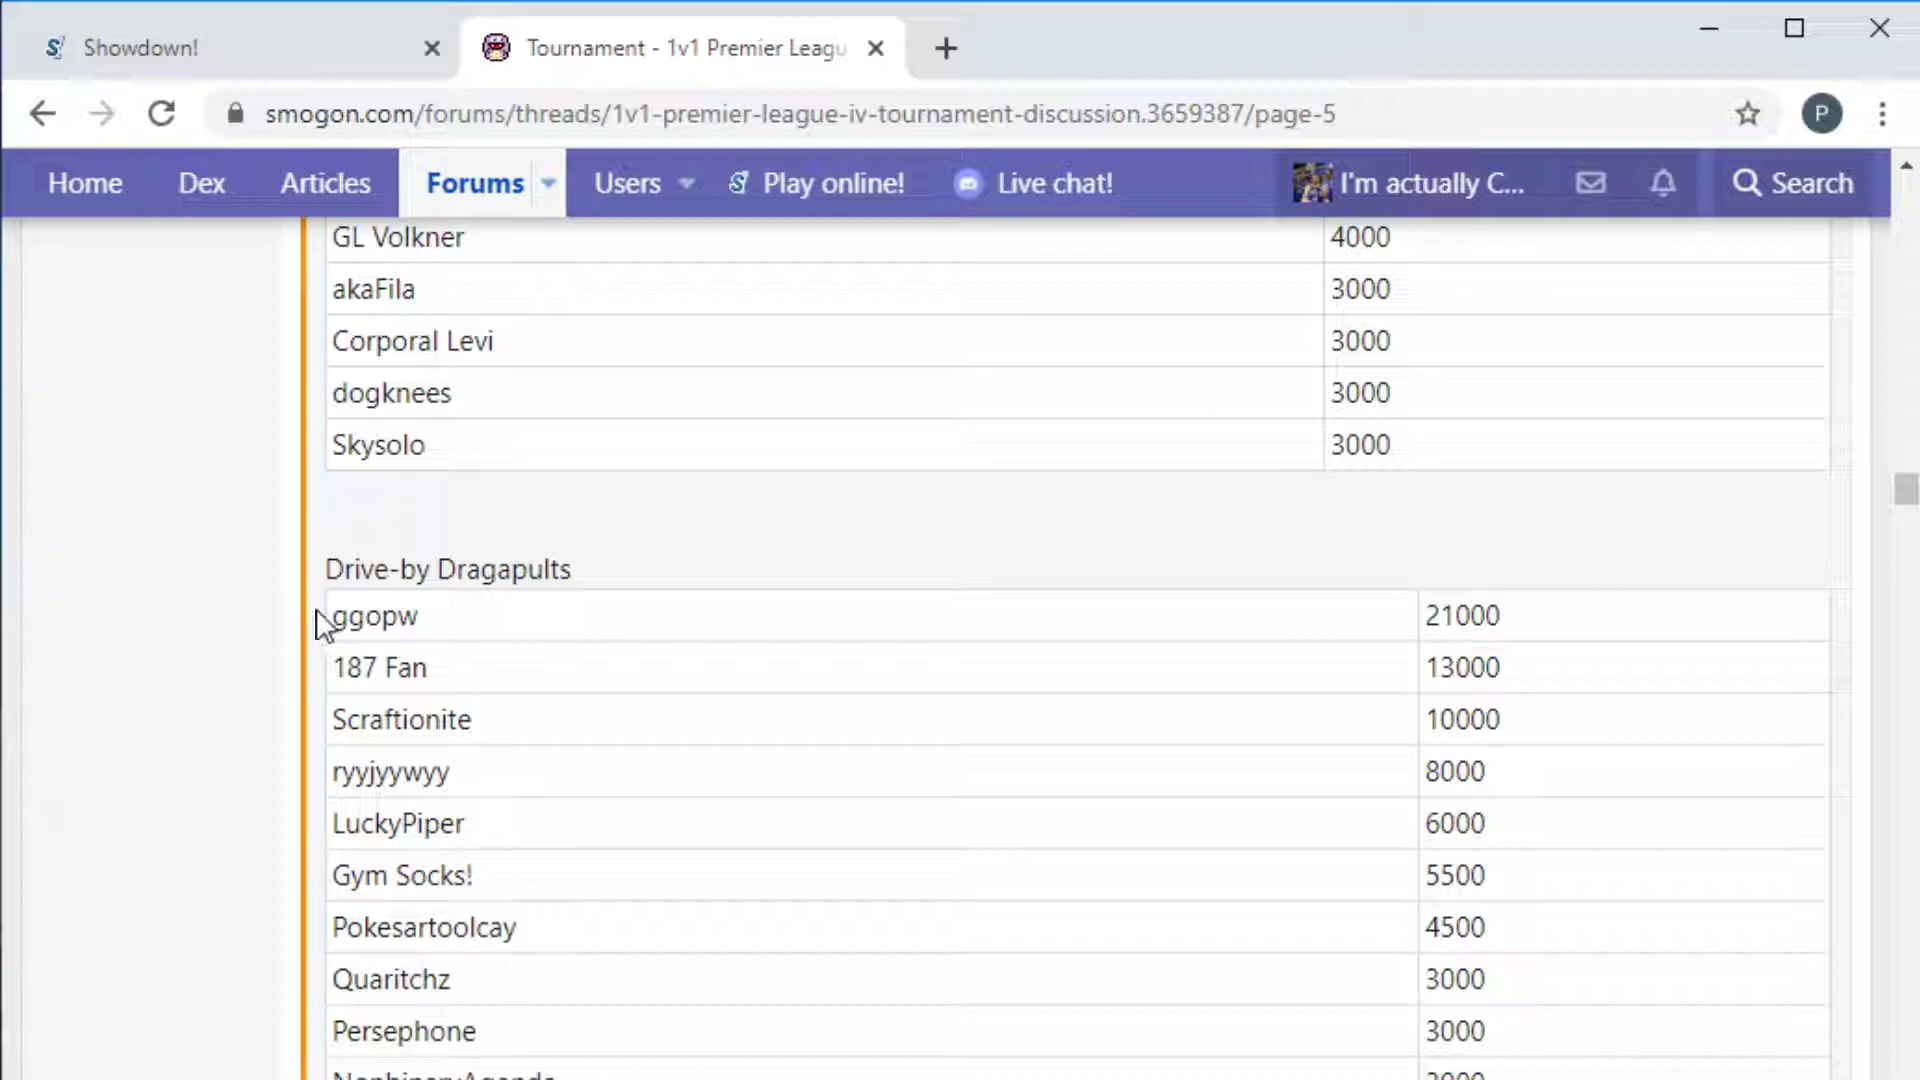 Showdown!
Tournament - 1v1 Premier Leagu
smogon.com/forums/threads/1v1-premier-league-iv-tournament-discussion.3659387/page-5
P
Home Dex Articles Forums Users Play online! Live chat! I'm actually C... Search
GL Volkner 4000
akaFila 3000
Corporal Levi 3000
dogknees 3000
Skysolo 3000
Drive-by Dragapults
ggopw 21000
187 Fan 13000
Scraftionite 10000
ryyjyywyy 8000
LuckyPiper 6000
Gym Socks! 5500
Pokesartoolcay 4500
Quaritchz 3000
Persephone 3000